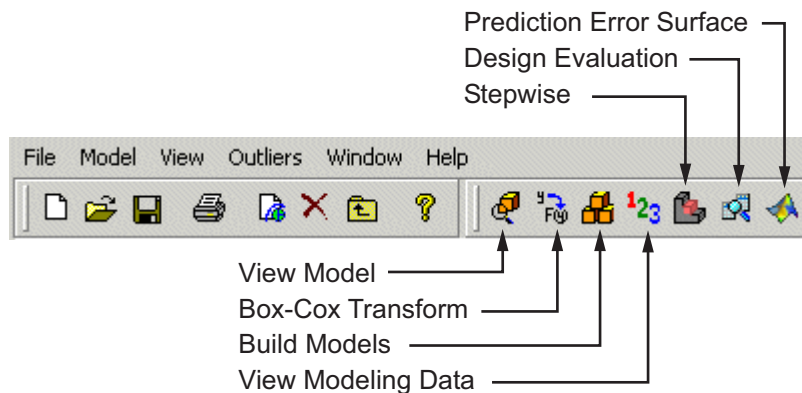 Prediction Error Surface
Design Evaluation
Stepwise
File Model View Outliers Window Help
View Model
Box-Cox Transform
Build Models
View Modeling Data